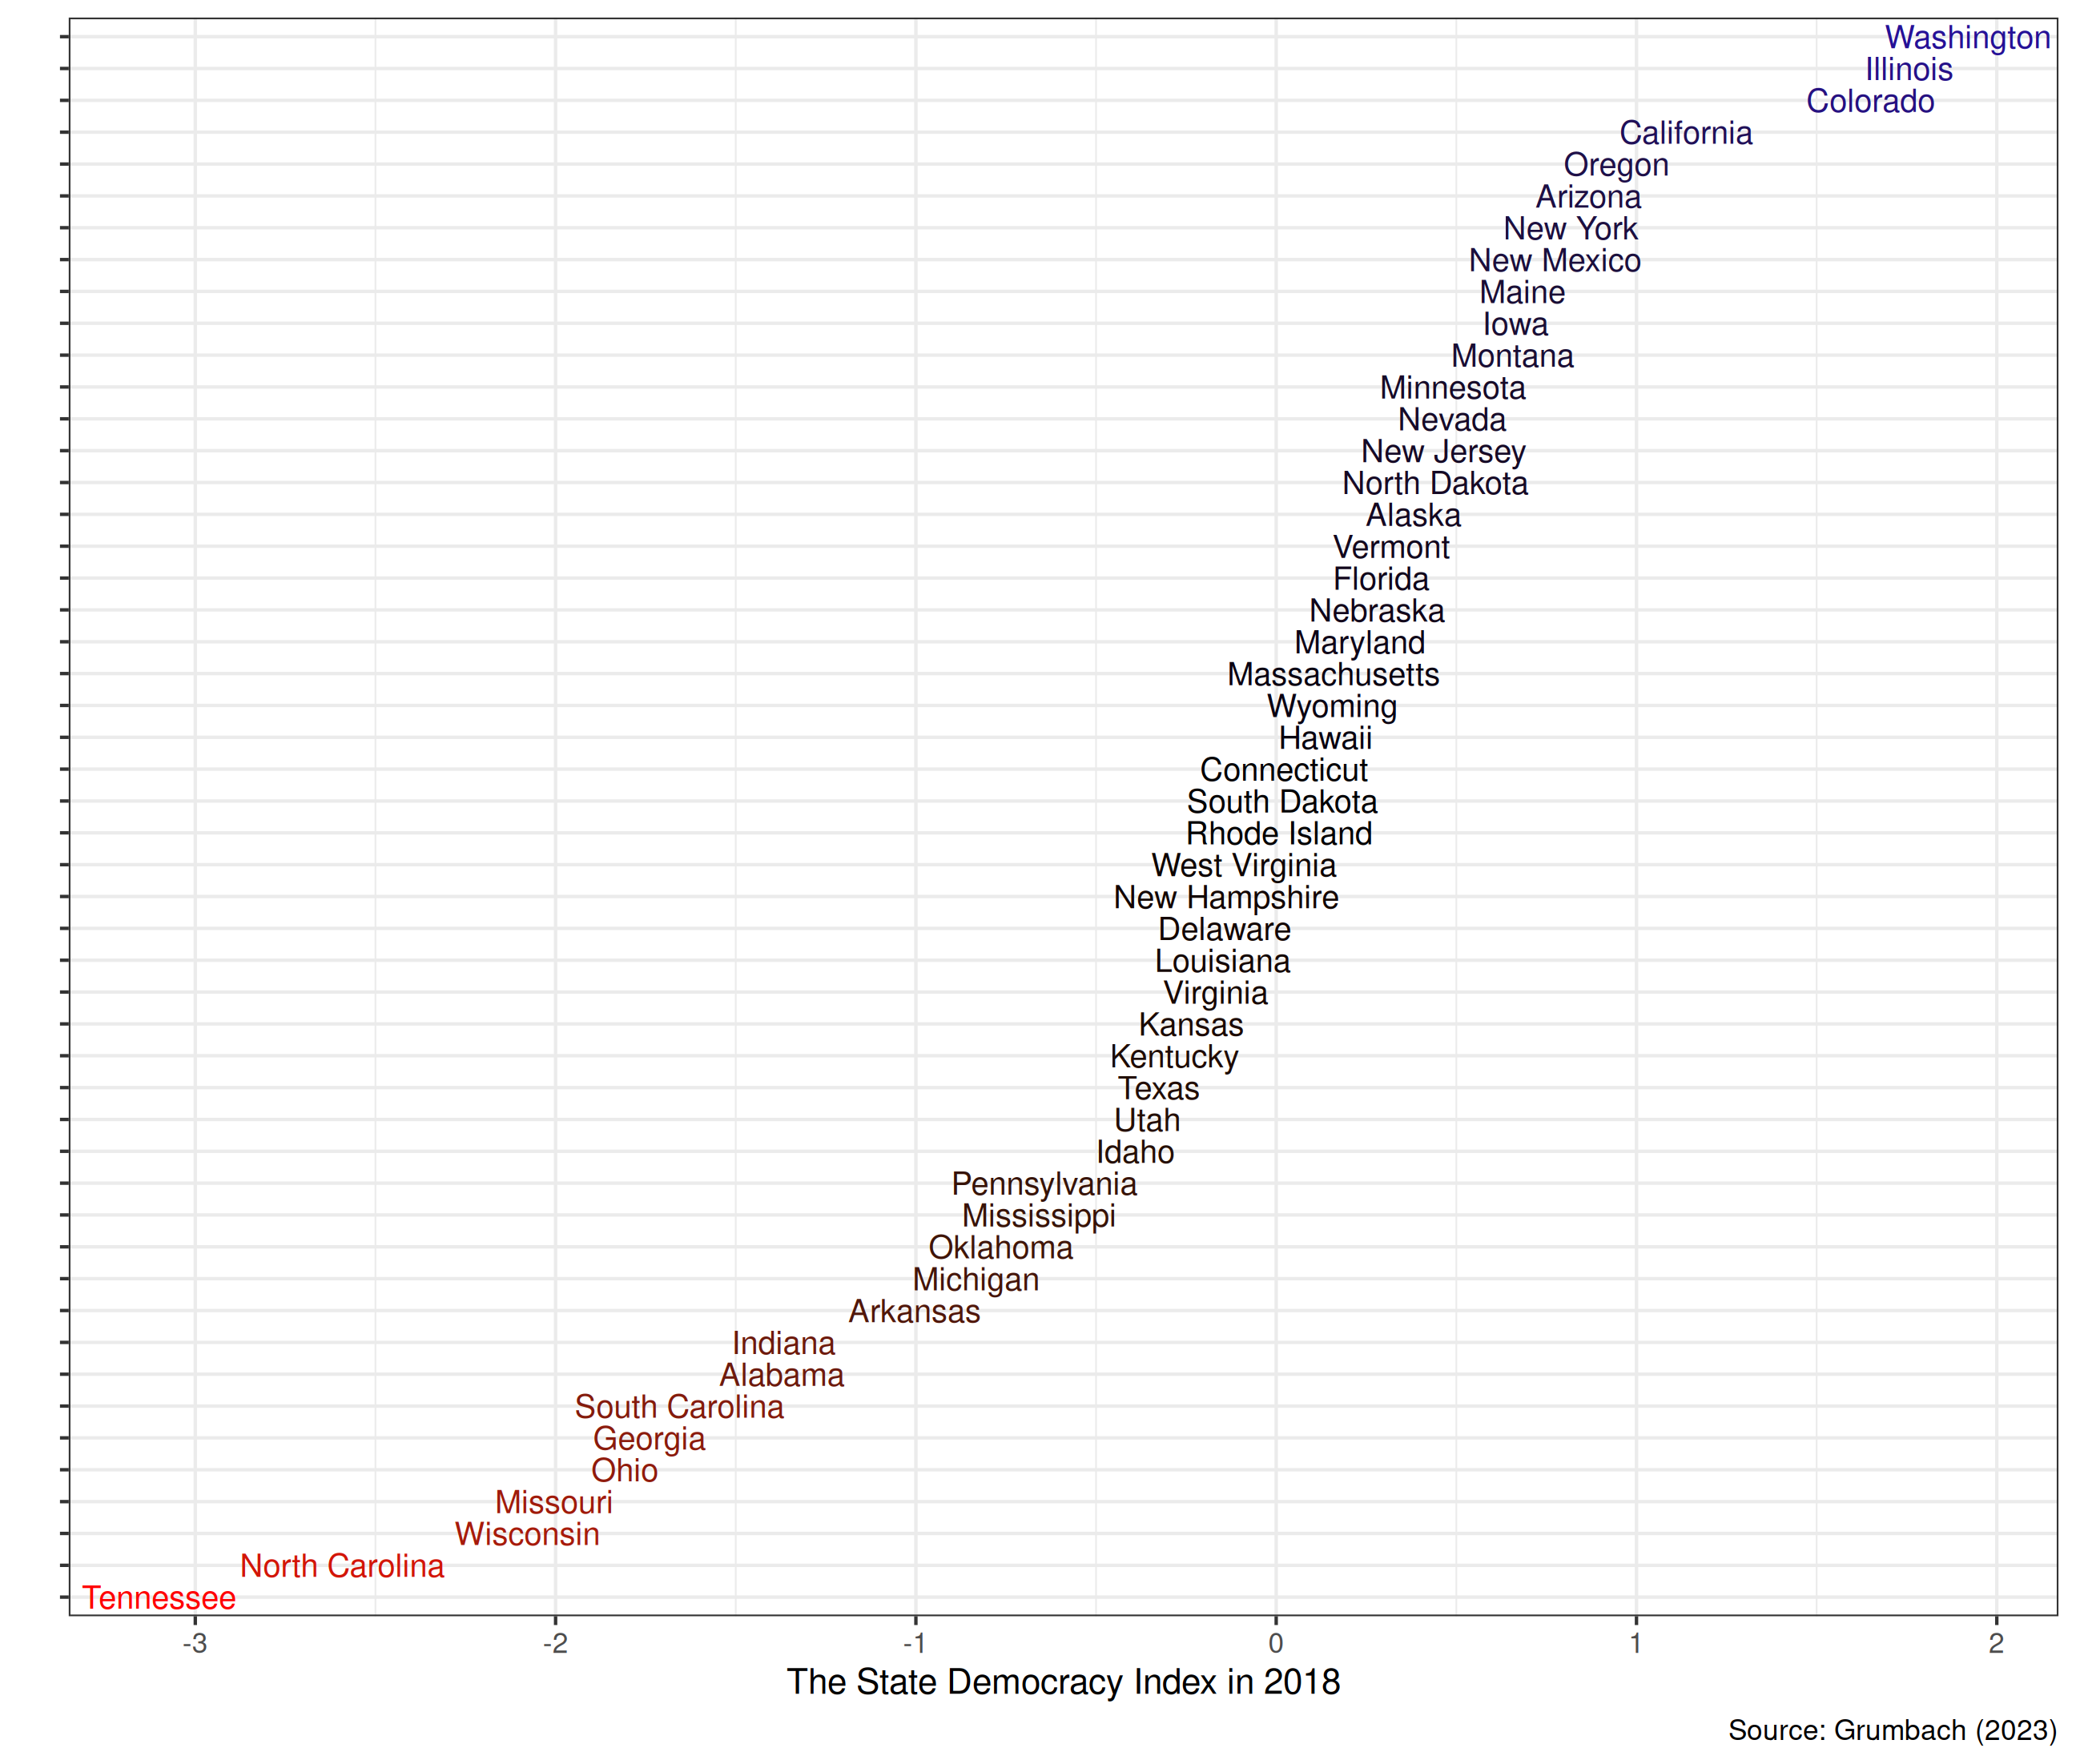 Washington
Illinois
Colorado
California
Oregon
Arizona
New York
New Mexico
Maine
Iowa
Montana
Minnesota
Nevada
New Jersey
North Dakota
Alaska
Vermont
Florida
Nebraska
Maryland
Massachusetts
Wyoming
Hawaii
Connecticut
South Dakota
Rhode Island
West Virginia
New Hampshire
Delaware
Louisiana
Virginia
Kansas
Kentucky
Texas
Utah
Idaho
Pennsylvania
Mississippi
Oklahoma
Michigan
Arkansas
Indiana
Alabama
South Carolina
Georgia
Ohio
Missouri
Wisconsin
North Carolina
Tennessee
-3 -2 -1 0 1 2
The State Democracy Index in 2018
Source: Grumbach (2023)